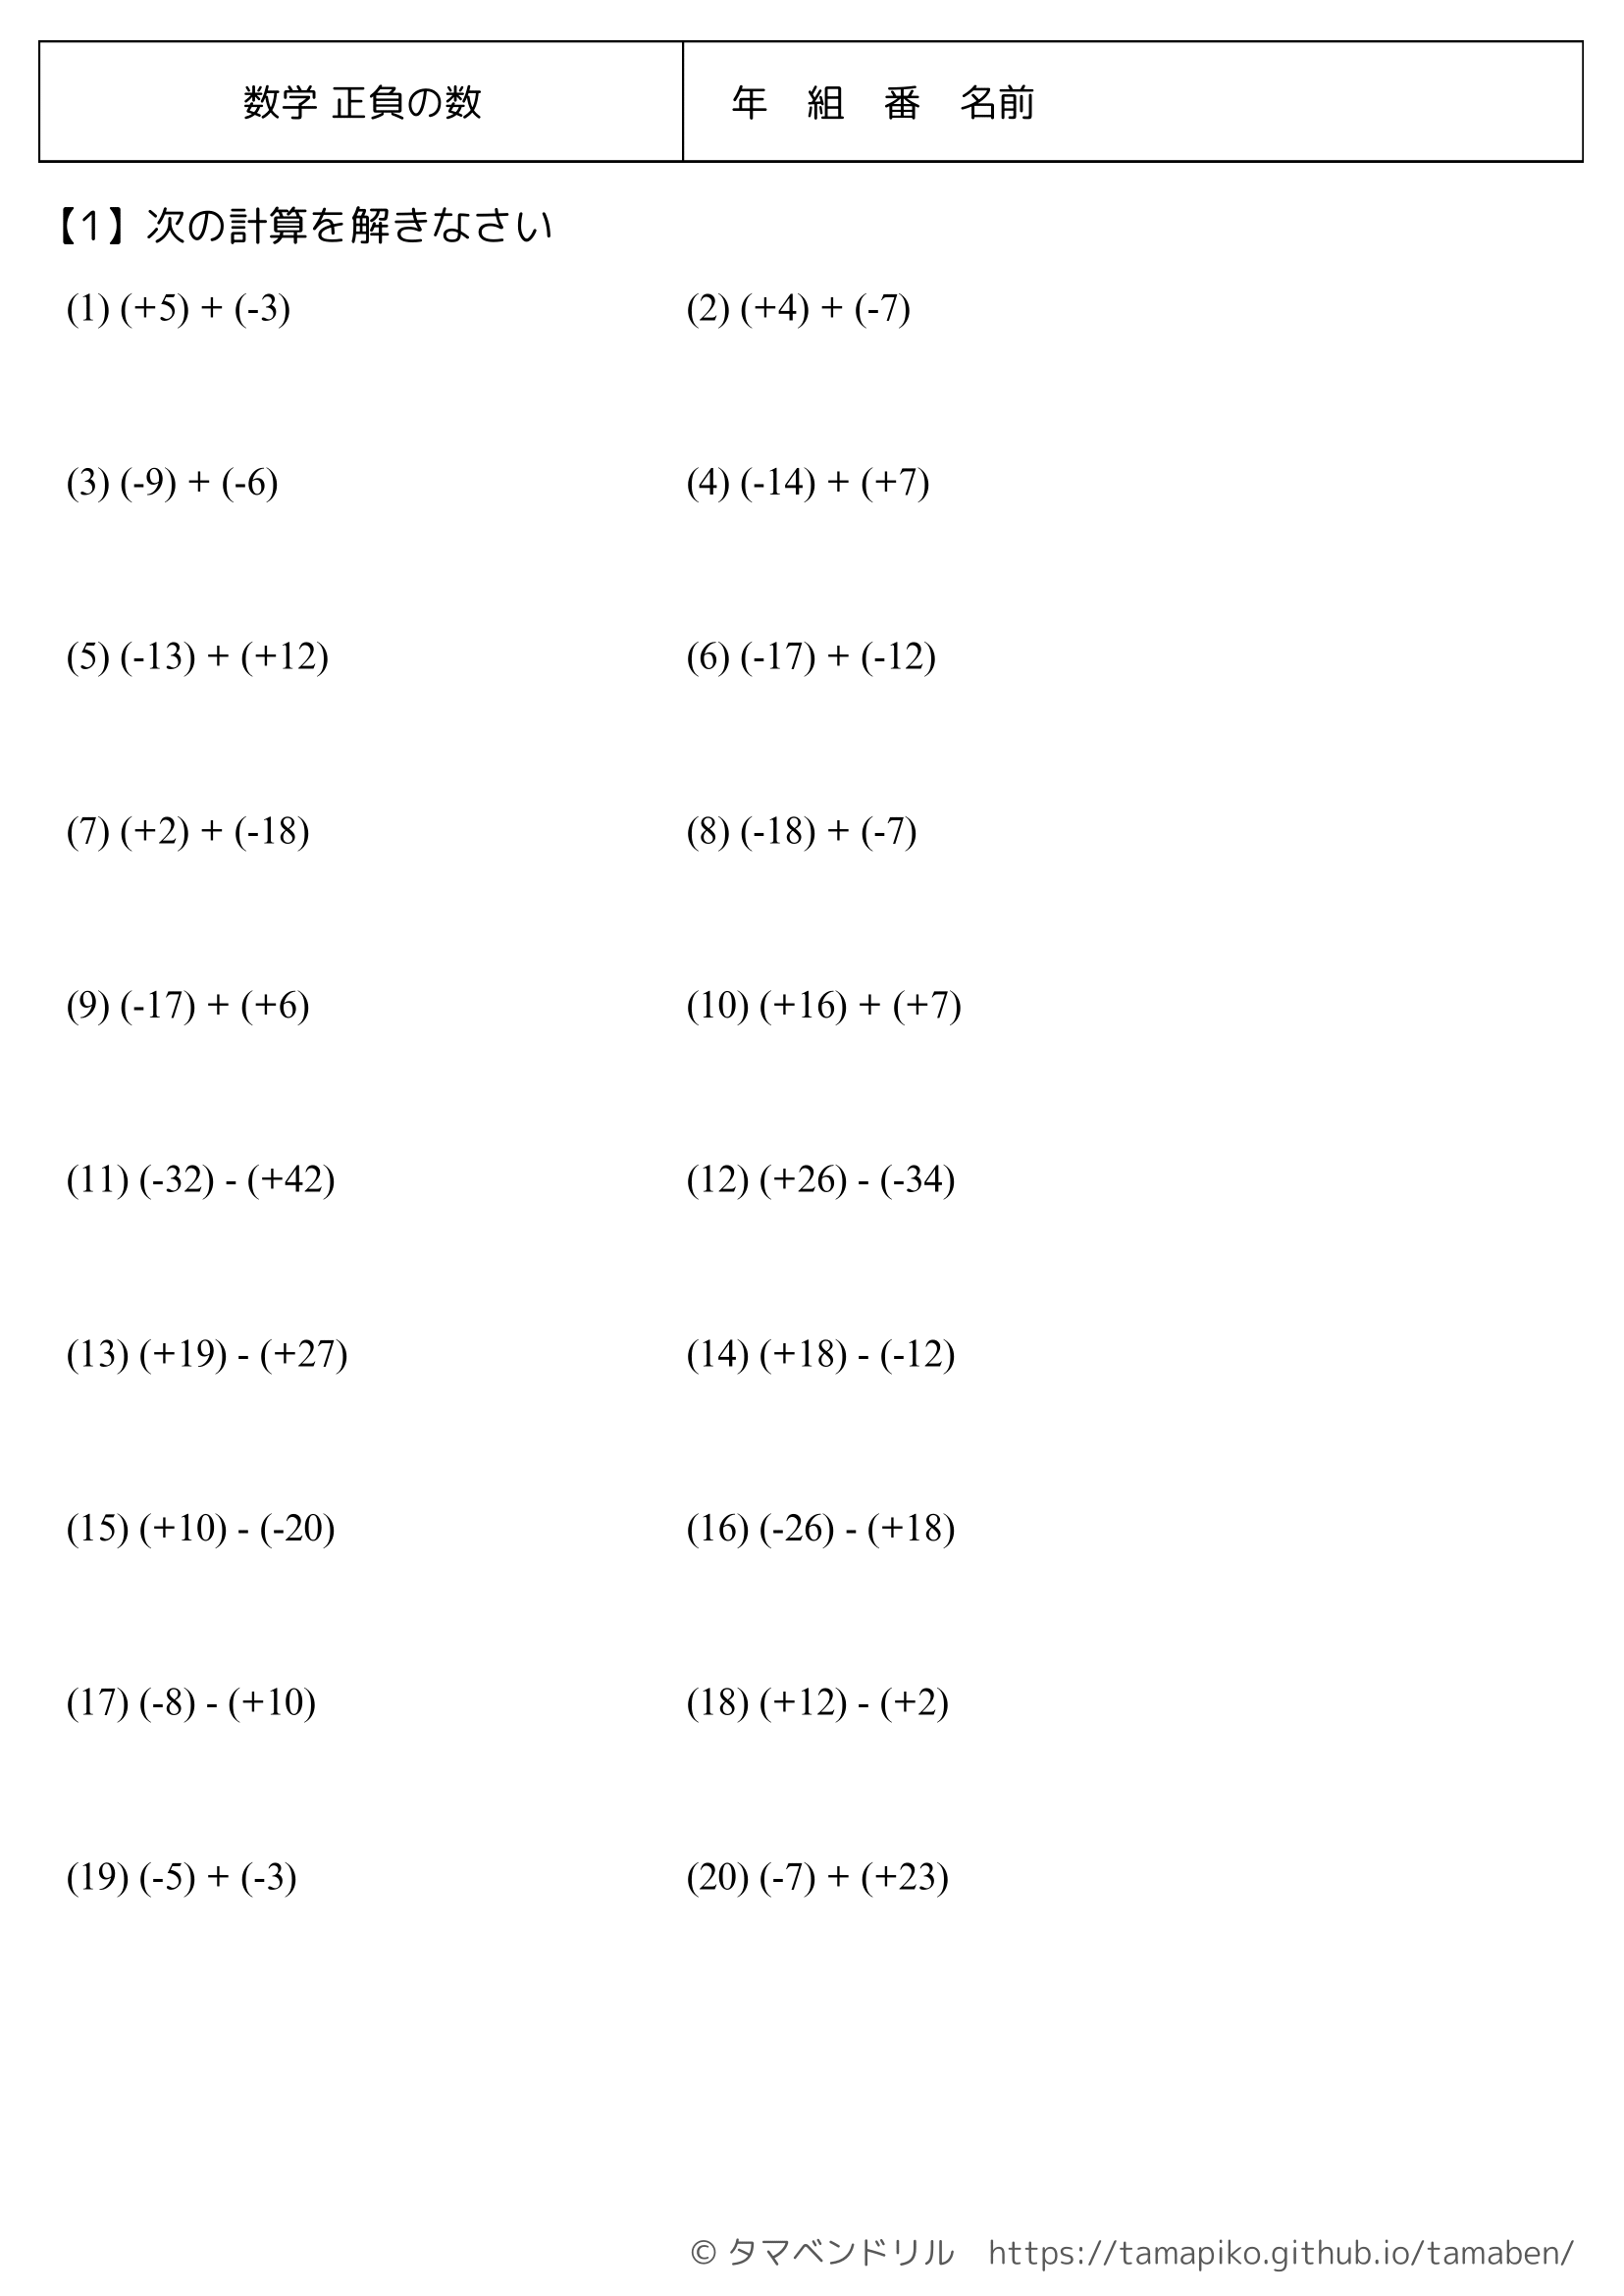 数学 正負の数
年　組　番　名前
【1】次の計算を解きなさい
(1) (+5) + (-3)
(2) (+4) + (-7)
(3) (-9) + (-6)
(4) (-14) + (+7)
(5) (-13) + (+12)
(6) (-17) + (-12)
(7) (+2) + (-18)
(8) (-18) + (-7)
(9) (-17) + (+6)
(10) (+16) + (+7)
(11) (-32) - (+42)
(12) (+26) - (-34)
(13) (+19) - (+27)
(14) (+18) - (-12)
(15) (+10) - (-20)
(16) (-26) - (+18)
(17) (-8) - (+10)
(18) (+12) - (+2)
(19) (-5) + (-3)
(20) (-7) + (+23)
© タマベンドリル　https://tamapiko.github.io/tamaben/